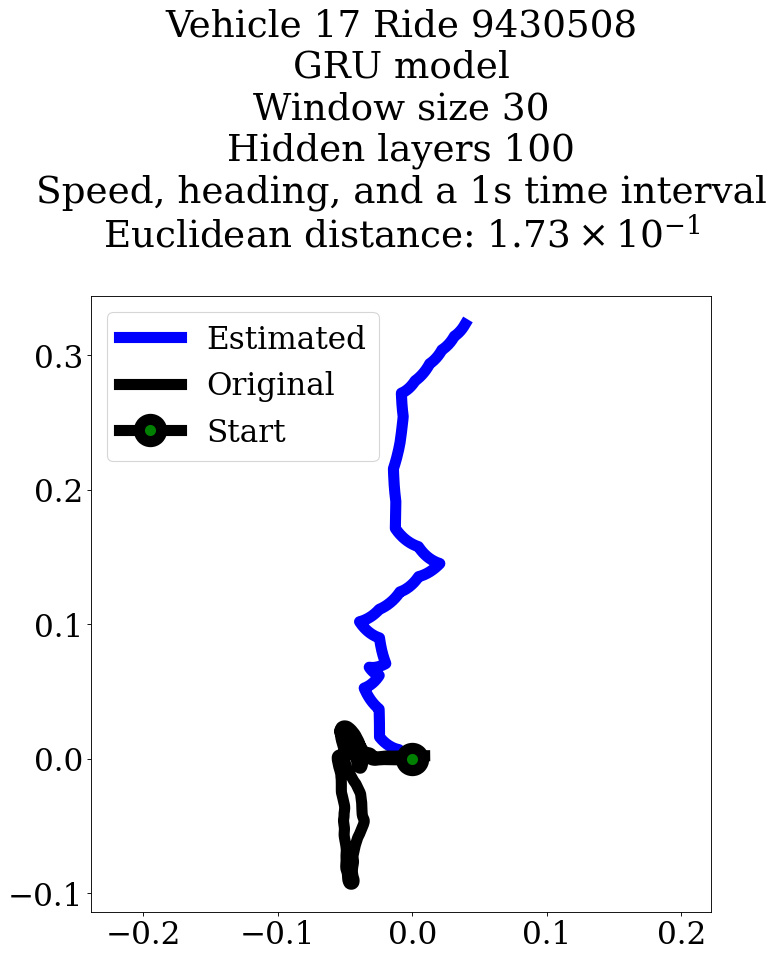 Vehicle 17 Ride 9430508
GRU model
Window size 30
Hidden layers 100
Speed, heading, and a 1s time interval
Euclidean distance: 1.73 × 10⁻¹
Estimated
Original
Start
0.3
0.2
0.1
0.0
−0.1
−0.2 −0.1 0.0 0.1 0.2